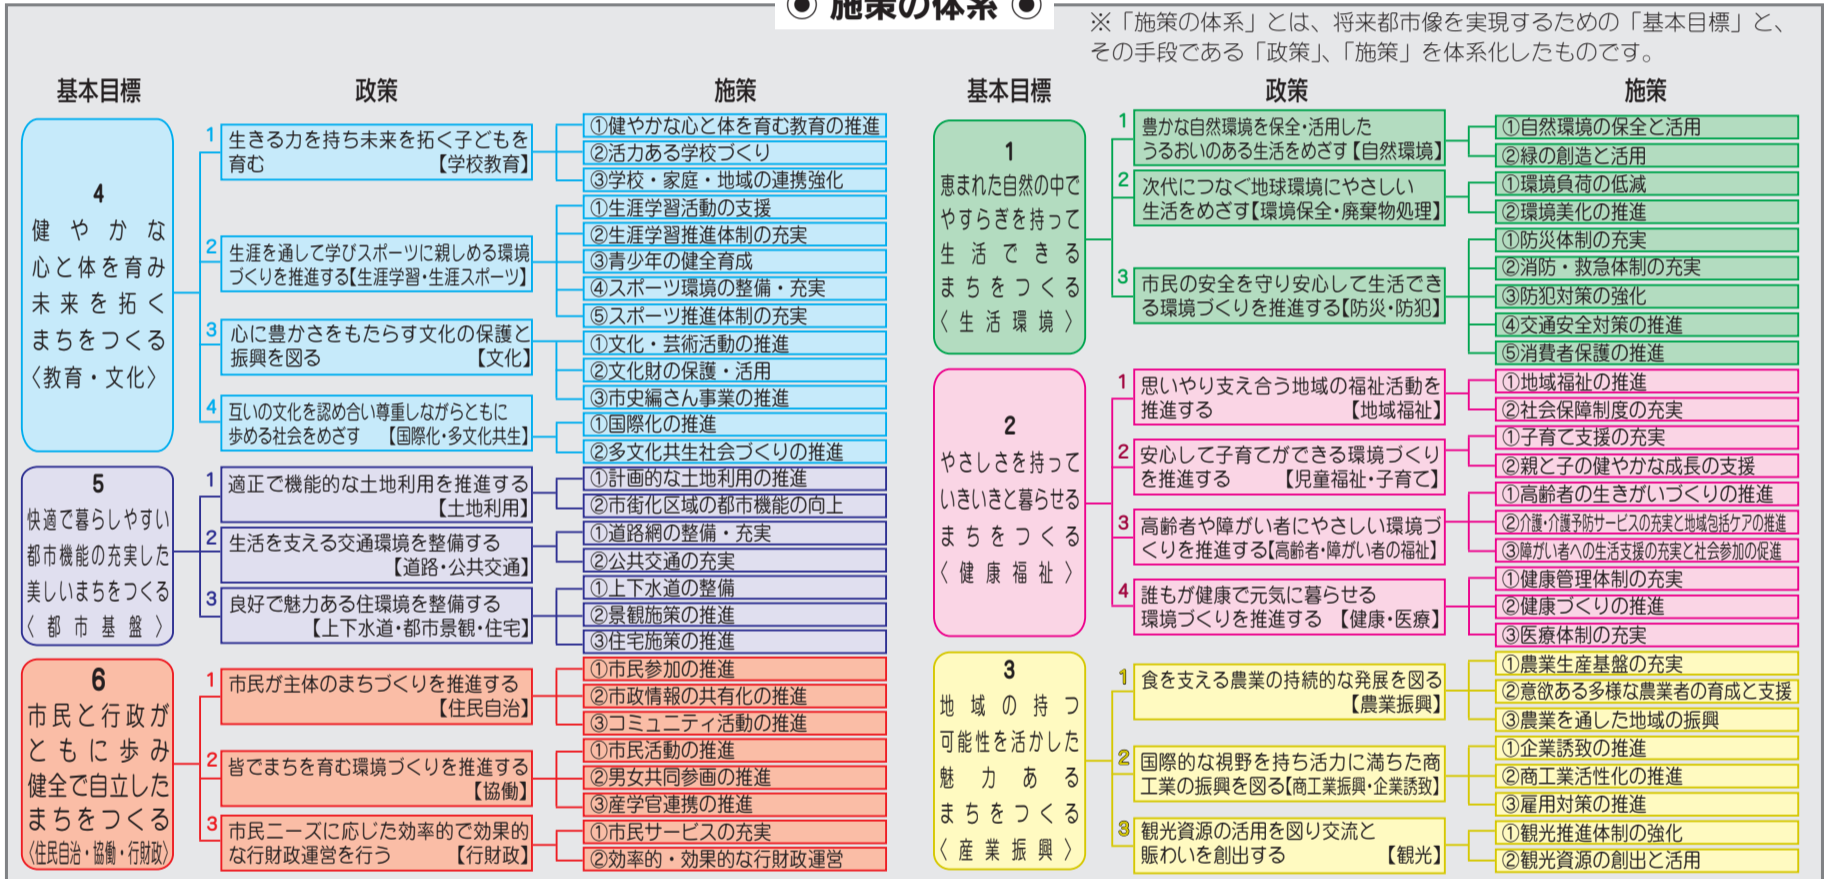 ◉ 施策の体系 ◉
※「施策の体系」とは、将来都市像を実現するための「基本目標」と、
その手段である「政策」、「施策」を体系化したものです。
基本目標
政策
施策
4
健やかな
心と体を育み
未来を拓く
まちをつくる
〈教育・文化〉
1
生きる力を持ち未来を拓く子どもを
育む 【学校教育】
①健やかな心と体を育む教育の推進
②活力ある学校づくり
③学校・家庭・地域の連携強化
2
生涯を通して学びスポーツに親しめる環境
づくりを推進する【生涯学習・生涯スポーツ】
①生涯学習活動の支援
②生涯学習推進体制の充実
③青少年の健全育成
④スポーツ環境の整備・充実
⑤スポーツ推進体制の充実
3
心に豊かさをもたらす文化の保護と
振興を図る 【文化】
①文化・芸術活動の推進
②文化財の保護・活用
③市史編さん事業の推進
4
互いの文化を認め合い尊重しながらともに
歩める社会をめざす 【国際化・多文化共生】
①国際化の推進
②多文化共生社会づくりの推進
5
快適で暮らしやすい
都市機能の充実した
美しいまちをつくる
〈都市基盤〉
1
適正で機能的な土地利用を推進する
【土地利用】
①計画的な土地利用の推進
②市街化区域の都市機能の向上
2
生活を支える交通環境を整備する
【道路・公共交通】
①道路網の整備・充実
②公共交通の充実
3
良好で魅力ある住環境を整備する
【上下水道・都市景観・住宅】
①上下水道の整備
②景観施策の推進
③住宅施策の推進
6
市民と行政が
ともに歩み
健全で自立した
まちをつくる
〈住民自治・協働・行財政〉
1
市民が主体のまちづくりを推進する
【住民自治】
①市民参加の推進
②市政情報の共有化の推進
③コミュニティ活動の推進
2
皆でまちを育む環境づくりを推進する
【協働】
①市民活動の推進
②男女共同参画の推進
③産学官連携の推進
3
市民ニーズに応じた効率的で効果的
な行財政運営を行う 【行財政】
①市民サービスの充実
②効率的・効果的な行財政運営
基本目標
政策
施策
1
恵まれた自然の中で
やすらぎを持って
生活できる
まちをつくる
〈生活環境〉
1
豊かな自然環境を保全・活用した
うるおいのある生活をめざす【自然環境】
①自然環境の保全と活用
②緑の創造と活用
2
次代につなぐ地球環境にやさしい
生活をめざす【環境保全・廃棄物処理】
①環境負荷の低減
②環境美化の推進
3
市民の安全を守り安心して生活でき
る環境づくりを推進する【防災・防犯】
①防災体制の充実
②消防・救急体制の充実
③防犯対策の強化
④交通安全対策の推進
⑤消費者保護の推進
2
やさしさを持って
いきいきと暮らせる
まちをつくる
〈健康福祉〉
1
思いやり支え合う地域の福祉活動を
推進する 【地域福祉】
①地域福祉の推進
②社会保障制度の充実
2
安心して子育てができる環境づくり
を推進する 【児童福祉・子育て】
①子育て支援の充実
②親と子の健やかな成長の支援
3
高齢者や障がい者にやさしい環境づ
くりを推進する【高齢者・障がい者の福祉】
①高齢者の生きがいづくりの推進
②介護・介護予防サービスの充実と地域包括ケアの推進
③障がい者への生活支援の充実と社会参加の促進
4
誰もが健康で元気に暮らせる
環境づくりを推進する 【健康・医療】
①健康管理体制の充実
②健康づくりの推進
③医療体制の充実
3
地域の持つ
可能性を活かした
魅力ある
まちをつくる
〈産業振興〉
1
食を支える農業の持続的な発展を図る
【農業振興】
①農業生産基盤の充実
②意欲ある多様な農業者の育成と支援
③農業を通した地域の振興
2
国際的な視野を持ち活力に満ちた商
工業の振興を図る【商工業振興・企業誘致】
①企業誘致の推進
②商工業活性化の推進
③雇用対策の推進
3
観光資源の活用を図り交流と
賑わいを創出する 【観光】
①観光推進体制の強化
②観光資源の創出と活用